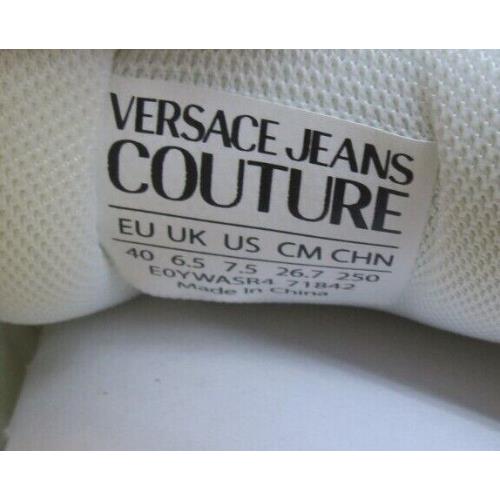 VERSACE JEANS
COUTURE
EU UK US CM CHN
40 6.5 7.5 26.7 250
E0YWASR4 71842
Made In China